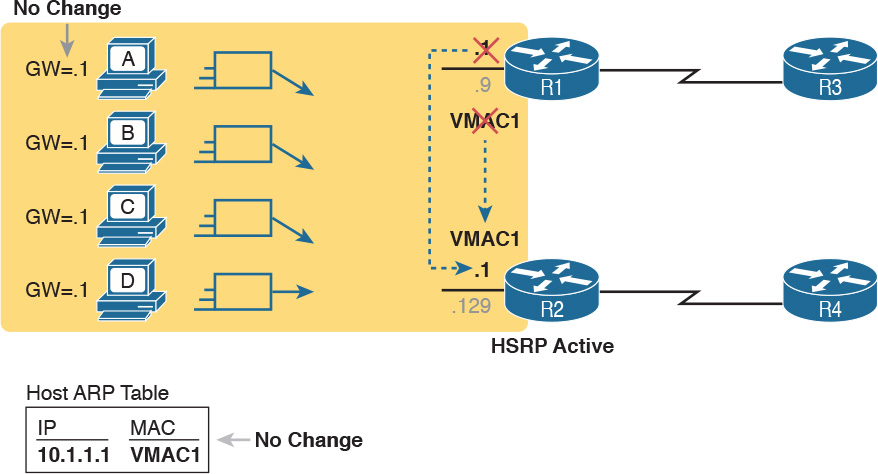 No Change
GW=.1
A
.1
.9
R1
R3
VMAC1
GW=.1
B
GW=.1
C
VMAC1
.1
GW=.1
D
.129
R2
R4
HSRP Active
Host ARP Table
IP MAC
10.1.1.1 VMAC1
No Change